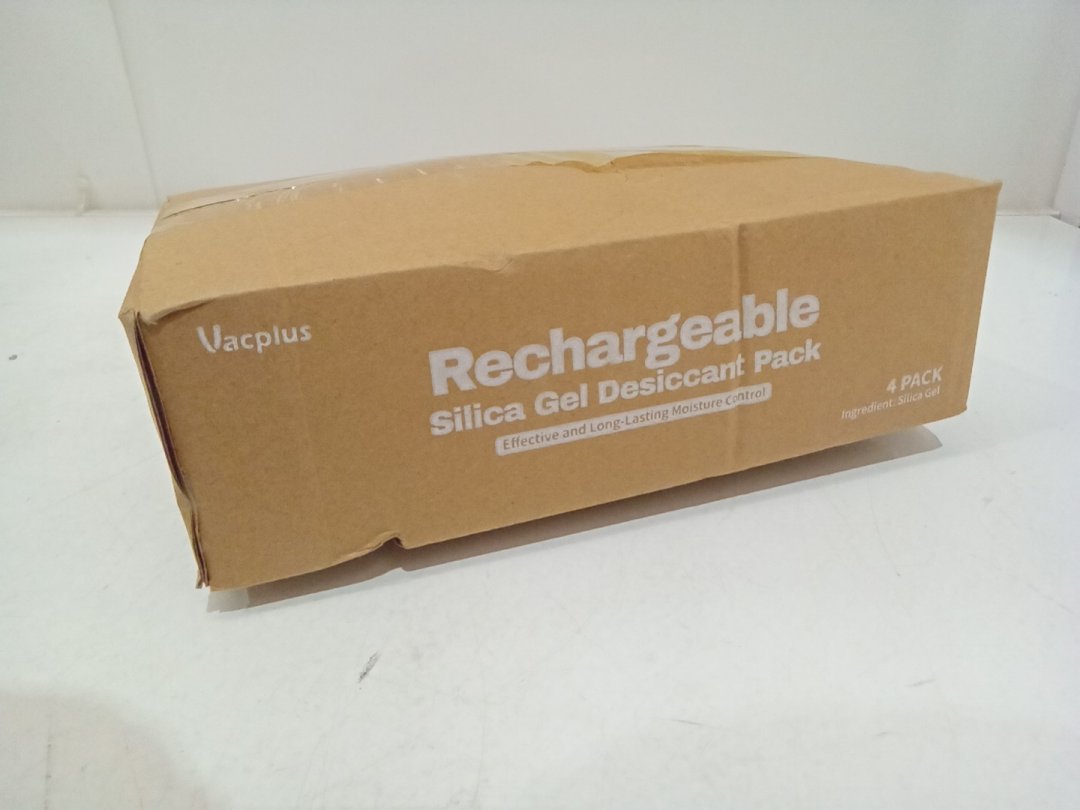 Vacplus
Rechargeable
Silica Gel Desiccant Pack
Effective and Long-Lasting Moisture Control
4 PACK
Ingredient: Silica Gel